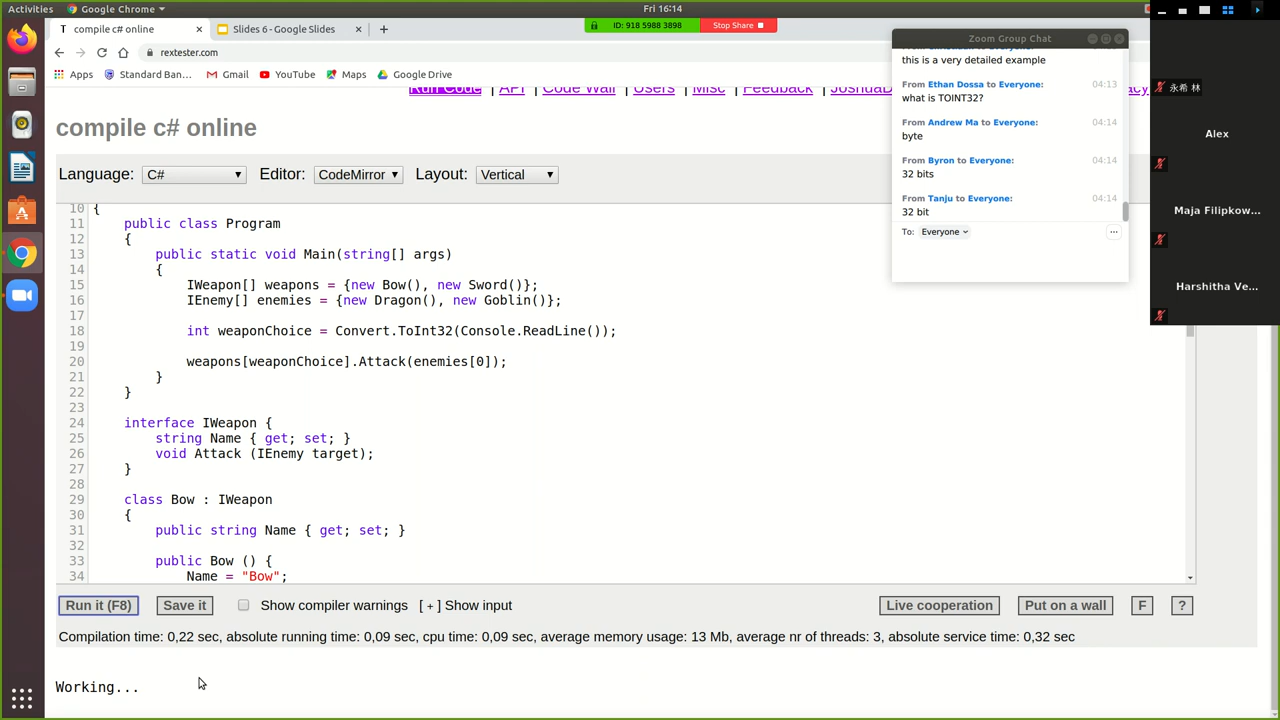 Activities
Google Chrome
Fri 16:14
compile c# online
Slides 6 - Google Slides
ID: 918 5988 3898
Stop Share
rextester.com
Apps
Standard Ban...
Gmail
YouTube
Maps
Google Drive
Run Code | API | Code Wall | Users | Misc | Feedback |
compile c# online
Language: C# Editor: CodeMirror Layout: Vertical
10 {
11 public class Program
12 {
13 public static void Main(string[] args)
14 {
15 IWeapon[] weapons = {new Bow(), new Sword()};
16 IEnemy[] enemies = {new Dragon(), new Goblin()};
17
18 int weaponChoice = Convert.ToInt32(Console.ReadLine());
19
20 weapons[weaponChoice].Attack(enemies[0]);
21 }
22 }
23
24 interface IWeapon {
25 string Name { get; set; }
26 void Attack (IEnemy target);
27 }
28
29 class Bow : IWeapon
30 {
31 public string Name { get; set; }
32
33 public Bow () {
34 Name = "Bow";
Run it (F8)
Save it
Show compiler warnings
[ + ] Show input
Live cooperation
Put on a wall
F
?
Compilation time: 0,22 sec, absolute running time: 0,09 sec, cpu time: 0,09 sec, average memory usage: 13 Mb, average nr of threads: 3, absolute service time: 0,32 sec
Working...
Zoom Group Chat
this is a very detailed example
From Ethan Dossa to Everyone: 04:13
what is TOINT32?
From Andrew Ma to Everyone: 04:14
byte
From Byron to Everyone: 04:14
32 bits
From Tanju to Everyone: 04:14
32 bit
To: Everyone
永希 林
Alex
Maja Filipkow...
Harshitha Ve...